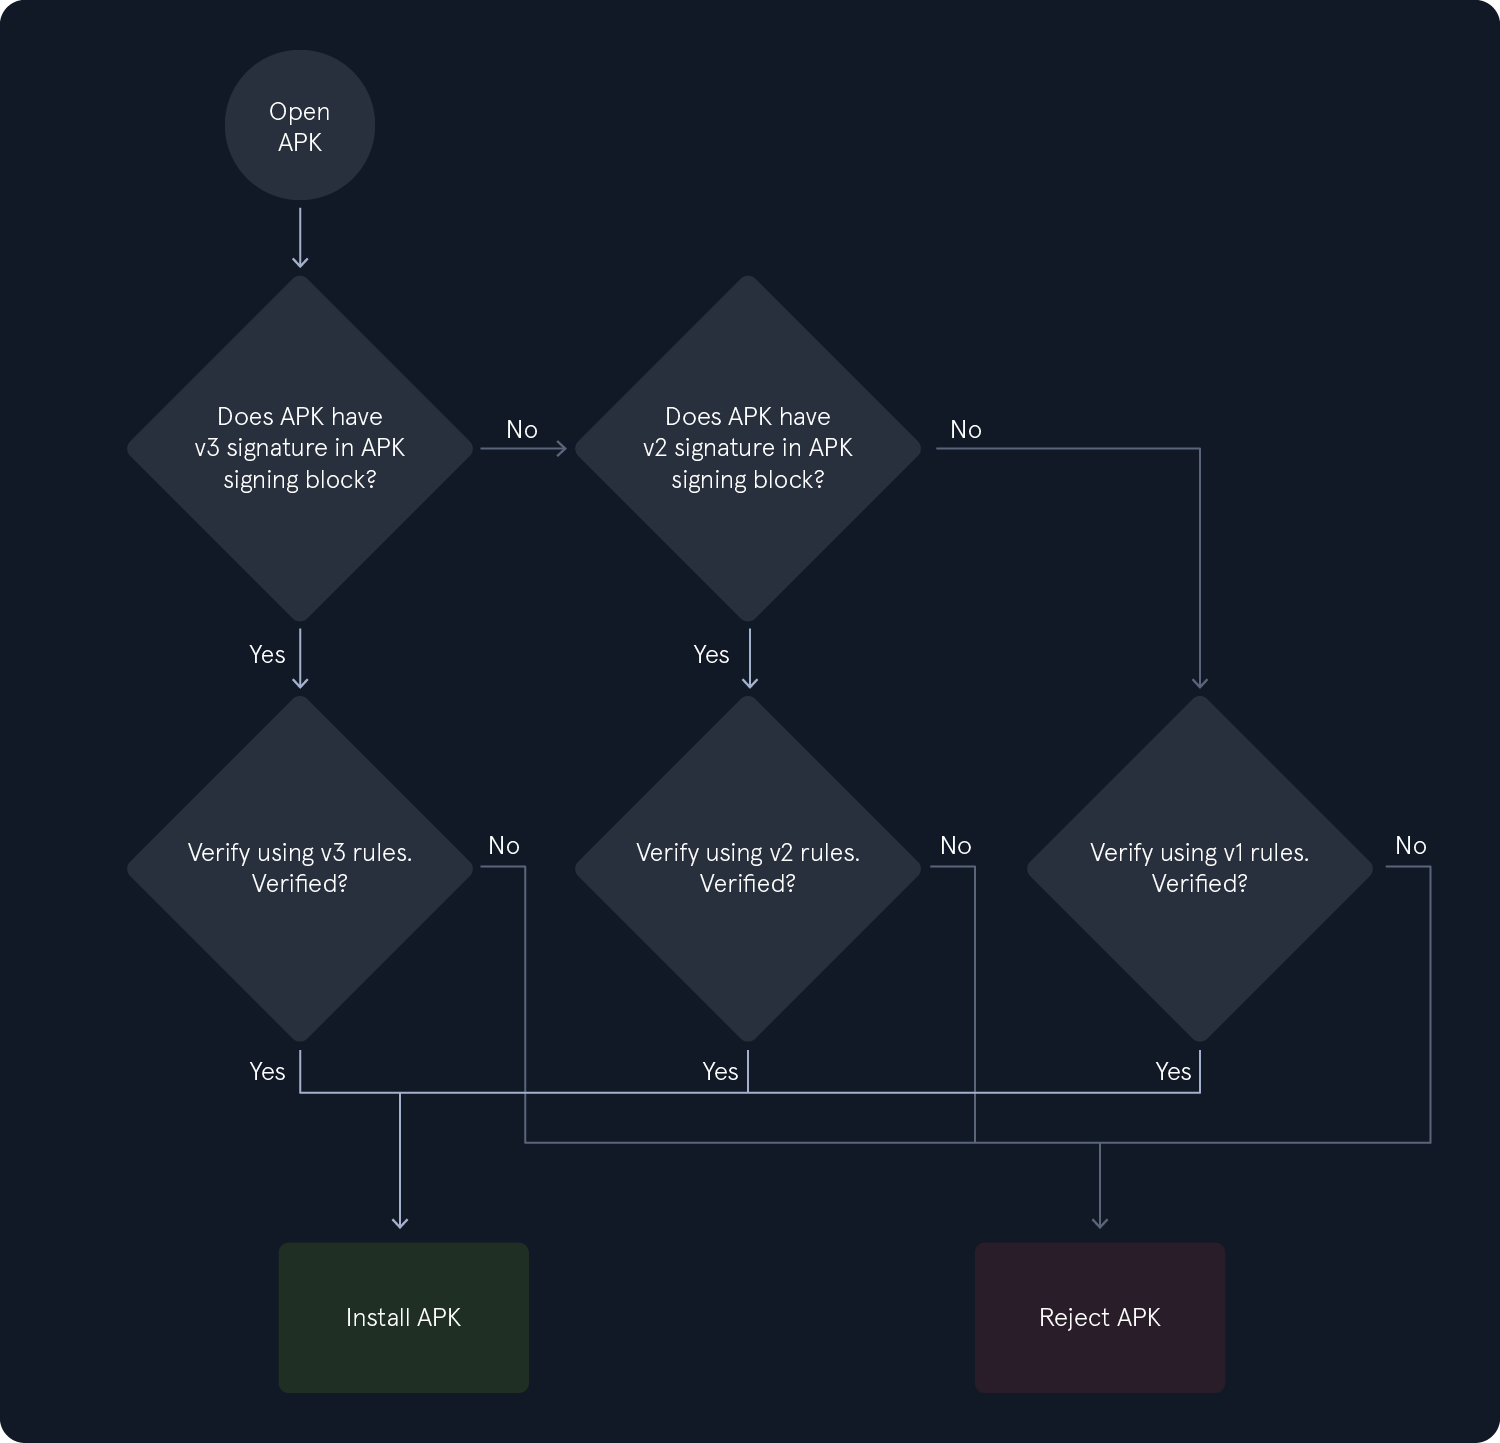 Open
APK
Does APK have
v3 signature in APK
signing block?
No
Does APK have
v2 signature in APK
signing block?
No
Yes
Yes
Verify using v3 rules.
Verified?
No
Verify using v2 rules.
Verified?
No
Verify using v1 rules.
Verified?
No
Yes
Yes
Yes
Install APK
Reject APK